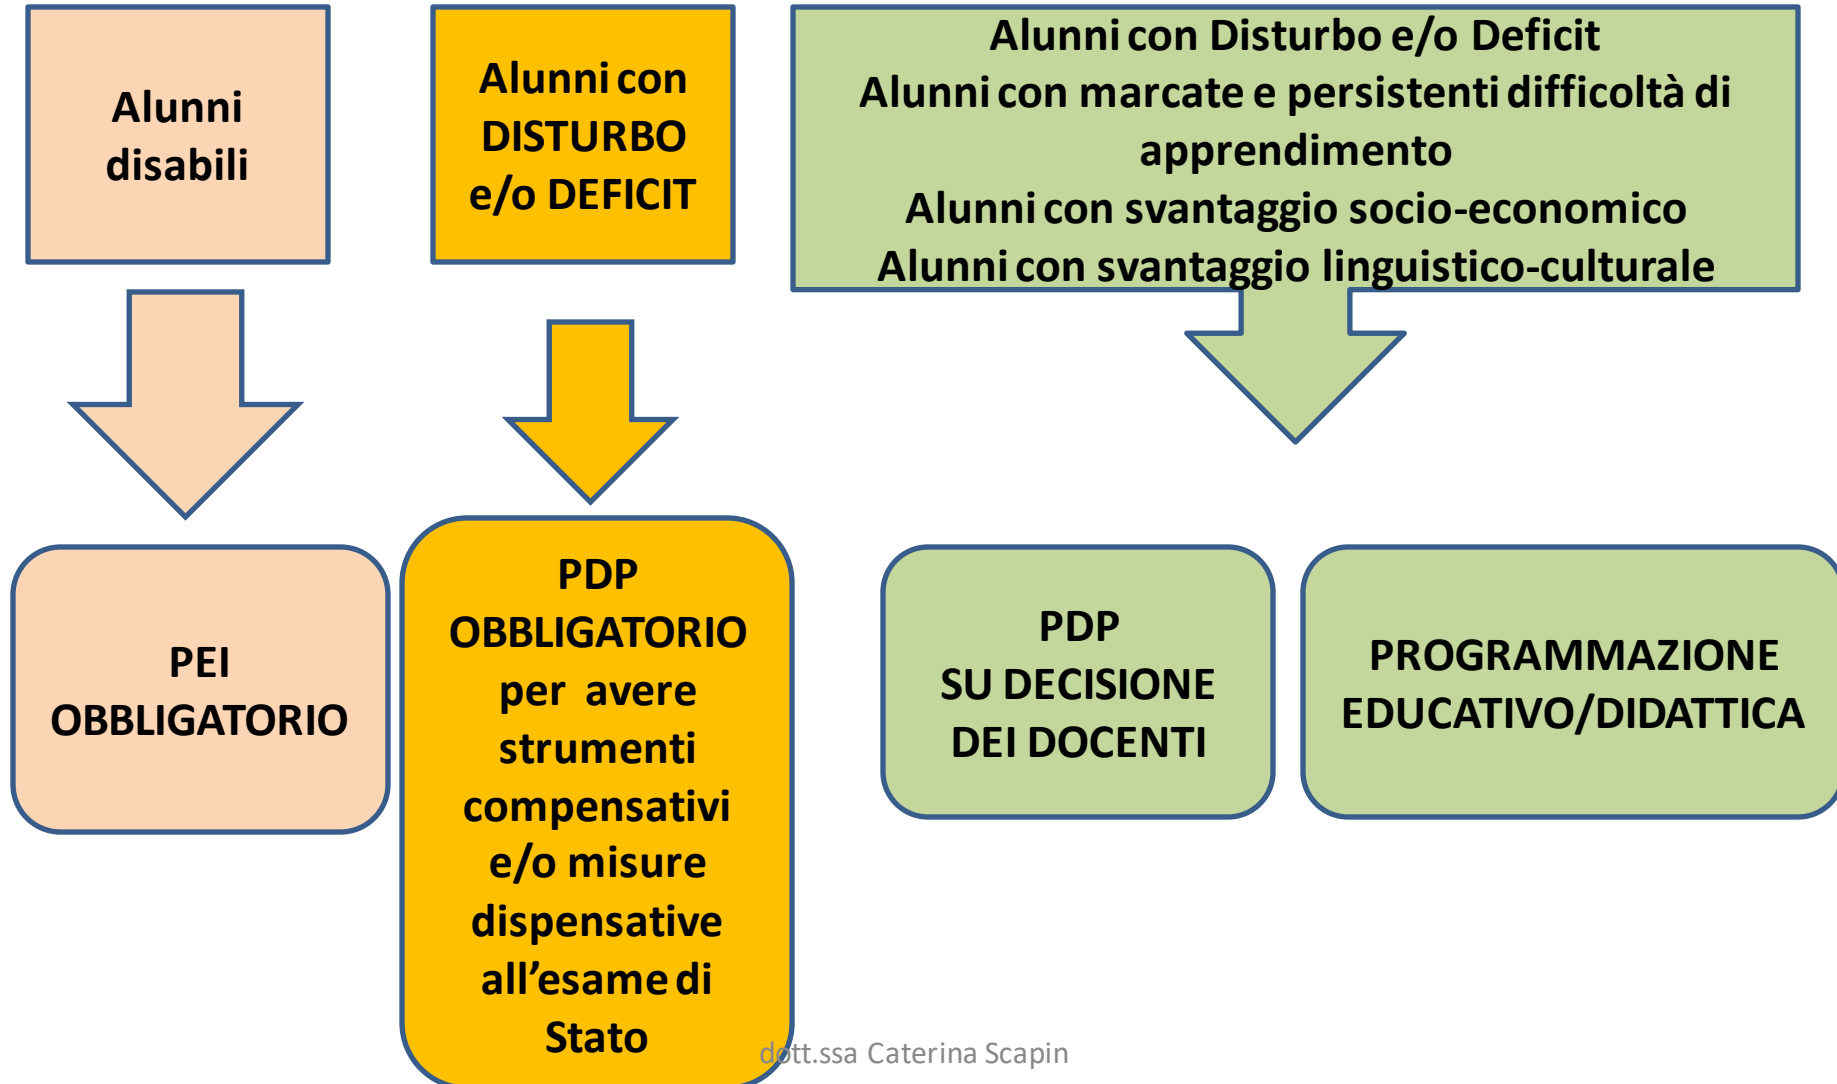 Alunni
disabili
Alunni con
DISTURBO
e/o DEFICIT
Alunni con Disturbo e/o Deficit
Alunni con marcate e persistenti difficoltà di
apprendimento
Alunni con svantaggio socio-economico
Alunni con svantaggio linguistico-culturale
PEI
OBBLIGATORIO
PDP
OBBLIGATORIO
per avere
strumenti
compensativi
e/o misure
dispensative
all’esame di
Stato
PDP
SU DECISIONE
DEI DOCENTI
PROGRAMMAZIONE
EDUCATIVO/DIDATTICA
dott.ssa Caterina Scapin